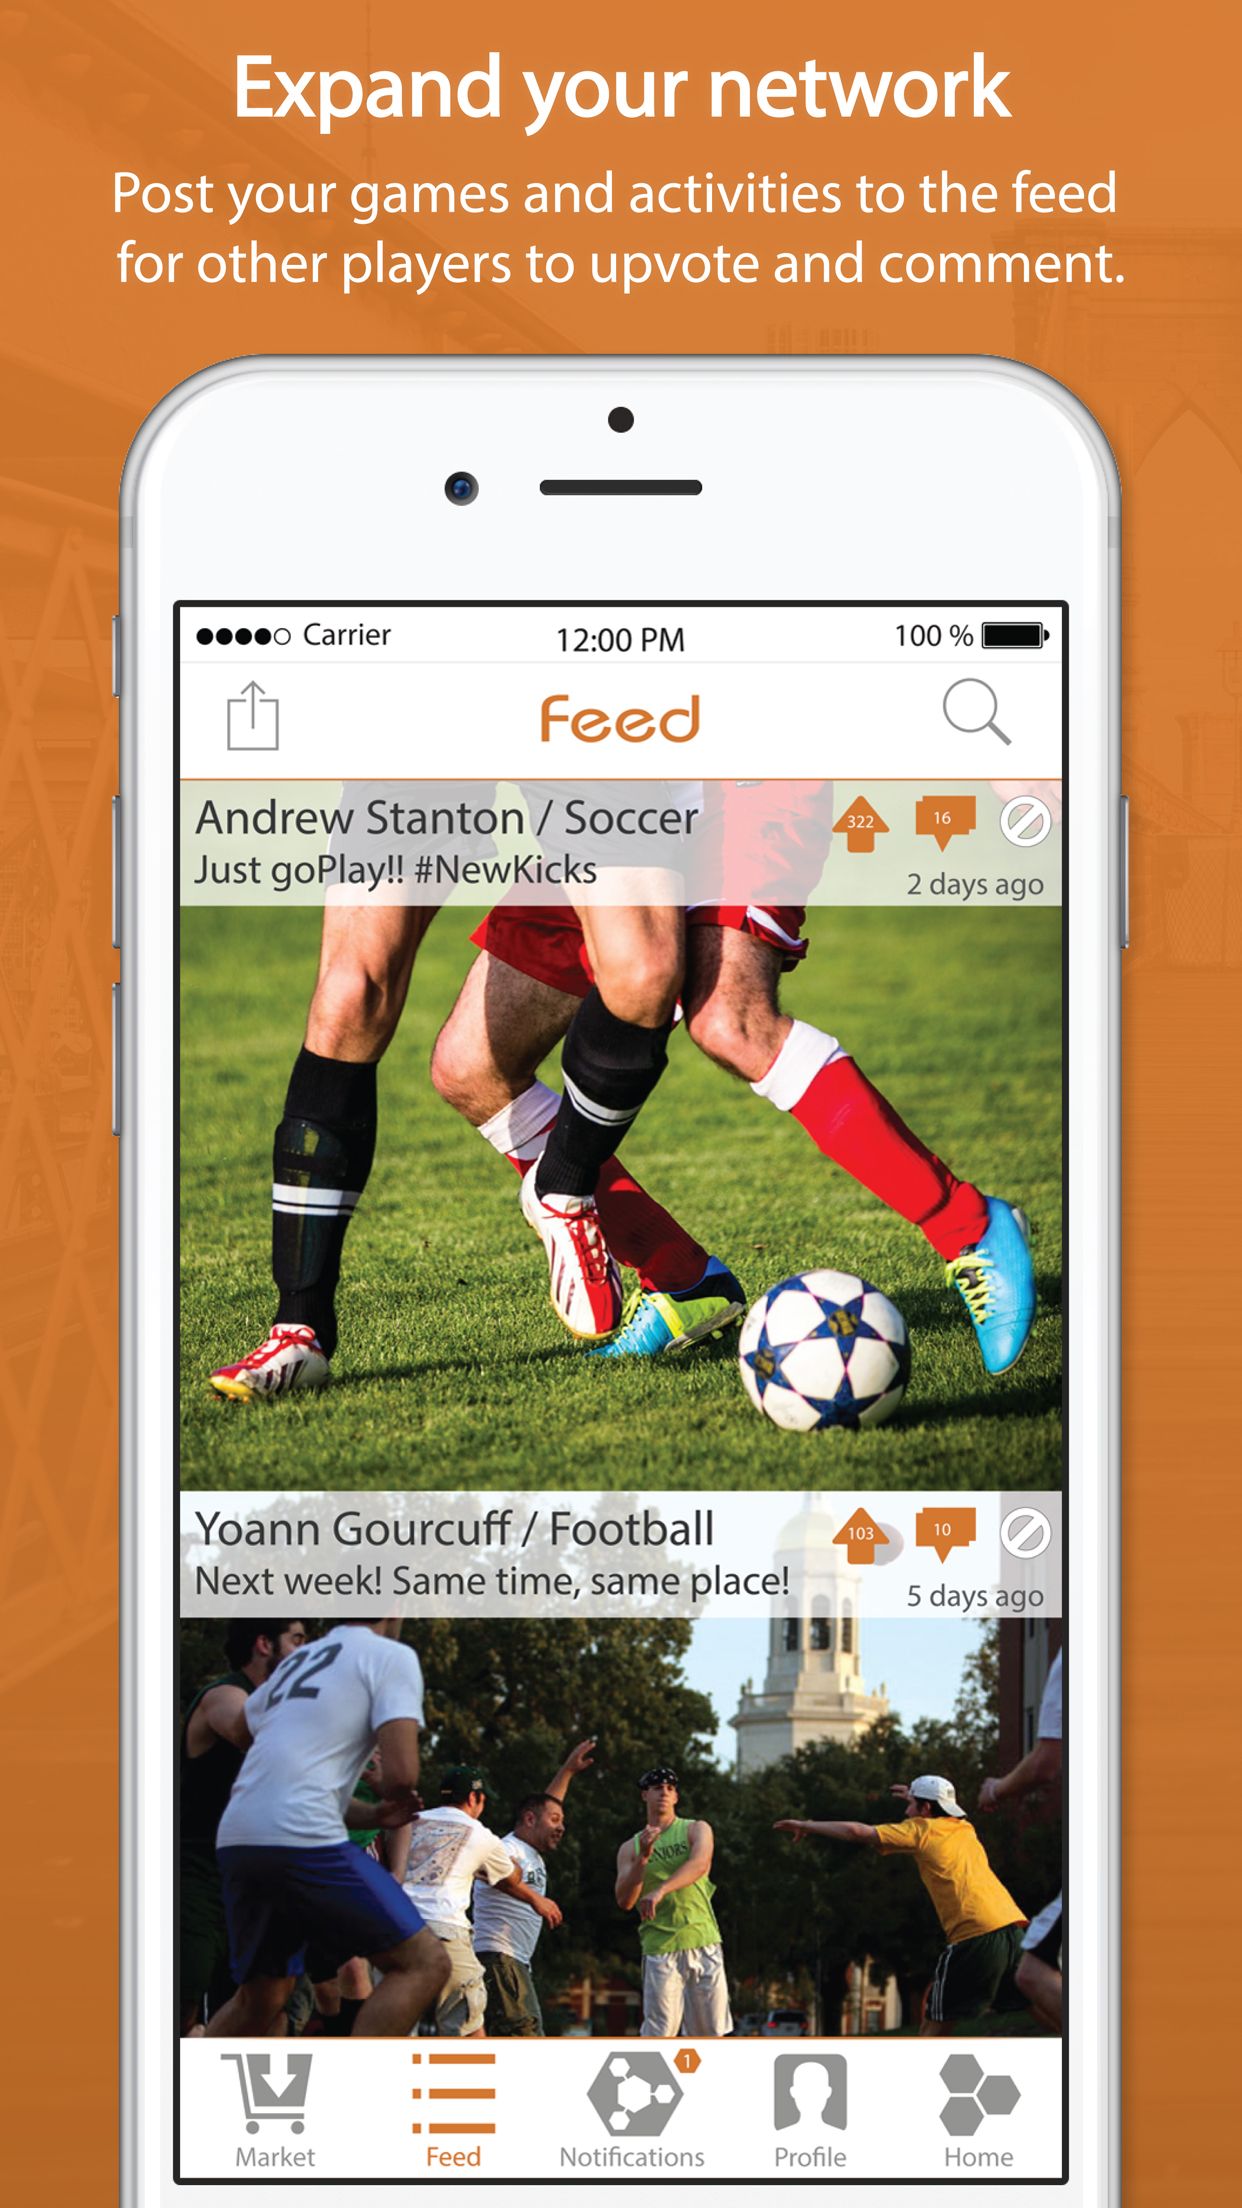 Expand your network
Post your games and activities to the feed
for other players to upvote and comment.
Carrier 12:00 PM 100 %
Feed
Andrew Stanton / Soccer 322 16
Just goPlay!! #NewKicks
2 days ago
Yoann Gourcuff / Football 103 10
Next week! Same time, same place!
5 days ago
22
1
Market Feed Notifications Profile Home